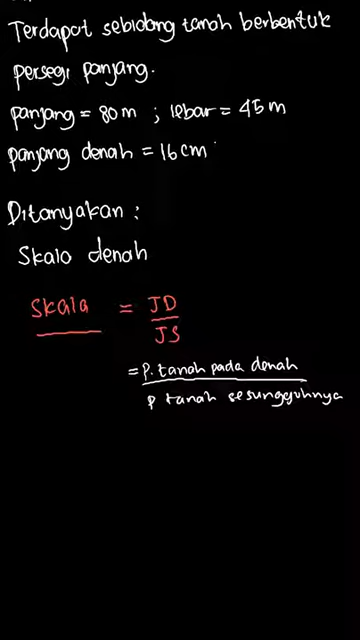 Terdapat sebidang tanah berbentuk
persegi panjang.
panjang = 80 m ; lebar = 45 m
panjang denah = 16 cm
Ditanyakan :
Skala denah
Skala = JD
JS
= P. tanah pada denah
p tanah sesungguhnya